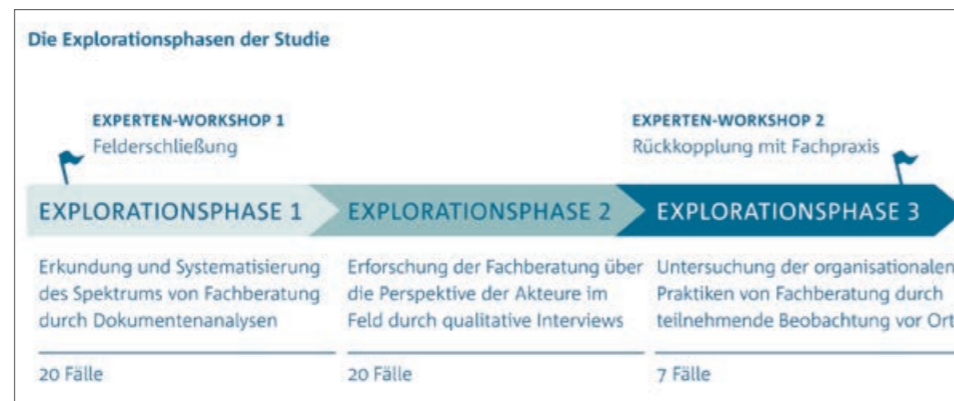 Die Explorationsphasen der Studie
EXPERTEN-WORKSHOP 1
Felderschließung
EXPERTEN-WORKSHOP 2
Rückkopplung mit Fachpraxis
EXPLORATIONSPHASE 1
EXPLORATIONSPHASE 2
EXPLORATIONSPHASE 3
Erkundung und Systematisierung
des Spektrums von Fachberatung
durch Dokumentenanalysen
20 Fälle
Erforschung der Fachberatung über
die Perspektive der Akteure im
Feld durch qualitative Interviews
20 Fälle
Untersuchung der organisationalen
Praktiken von Fachberatung durch
teilnehmende Beobachtung vor Ort
7 Fälle